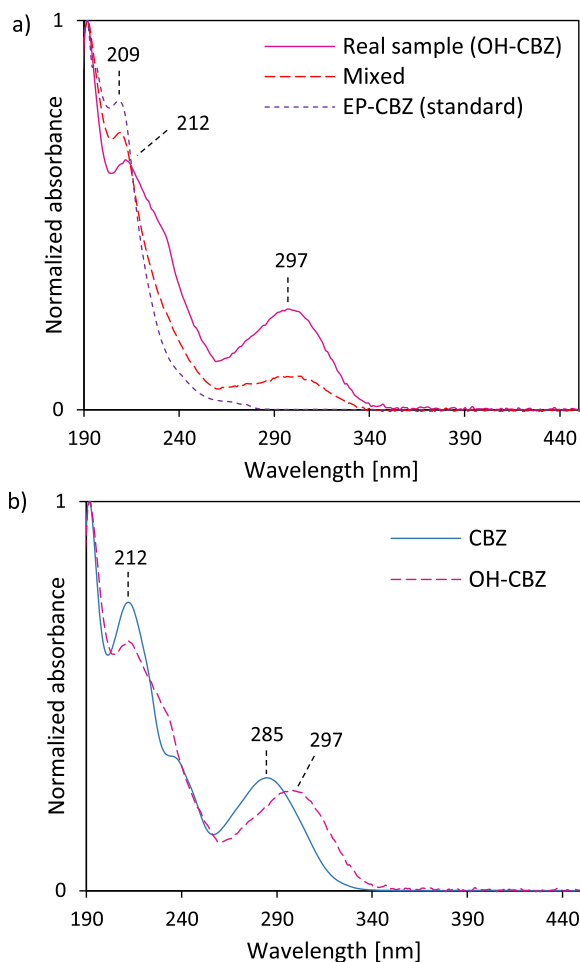 a)
1
Real sample (OH-CBZ)
209
Mixed
EP-CBZ (standard)
212
Normalized absorbance
297
0
190 240 290 340 390 440
Wavelength [nm]
b)
1
CBZ
212
OH-CBZ
Normalized absorbance
285
297
0
190 240 290 340 390 440
Wavelength [nm]